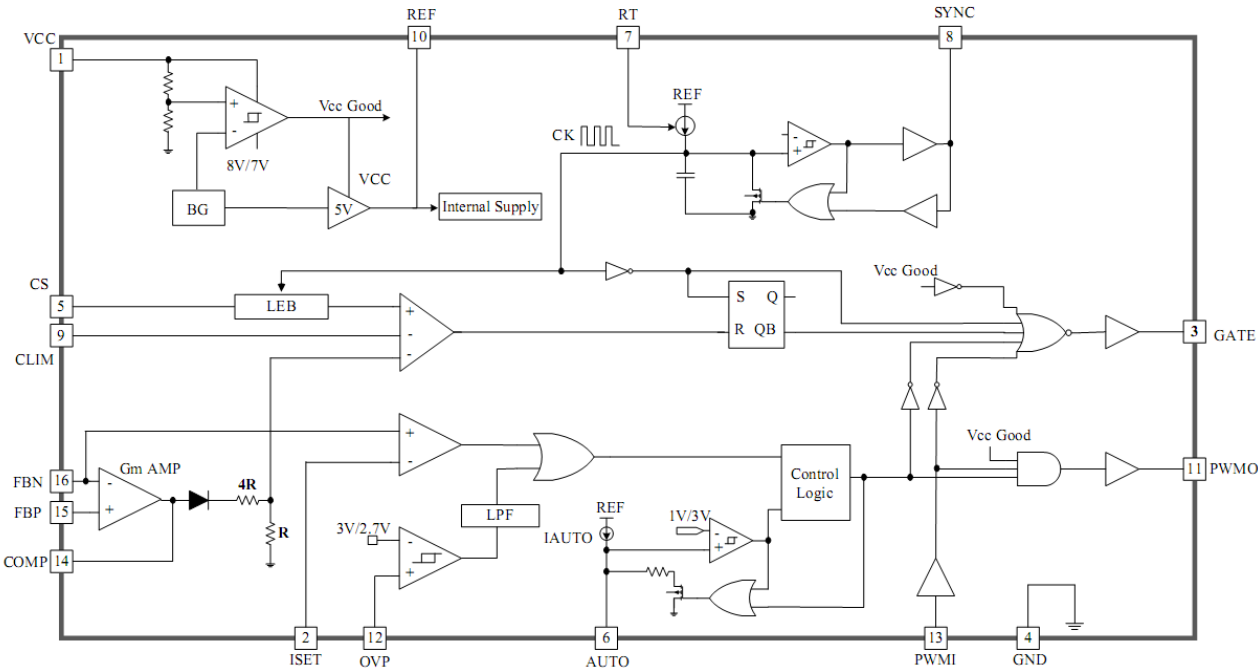 REF
RT
SYNC
VCC
10
7
8
1
REF
Vcc Good
CK
+
-
-
+
8V/7V
VCC
BG
5V
Internal Supply
CS
Vcc Good
5
LEB
+
S
Q
9
-
R
QB
3
GATE
CLIM
-
+
Vcc Good
Gm AMP
-
Control
Logic
11
PWMO
FBN
16
-
4R
FBP
15
+
LPF
REF
1V/3V
R
3V/2.7V
-
IAUTO
-
+
COMP
14
+
2
12
6
13
4
ISET
OVP
AUTO
PWMI
GND